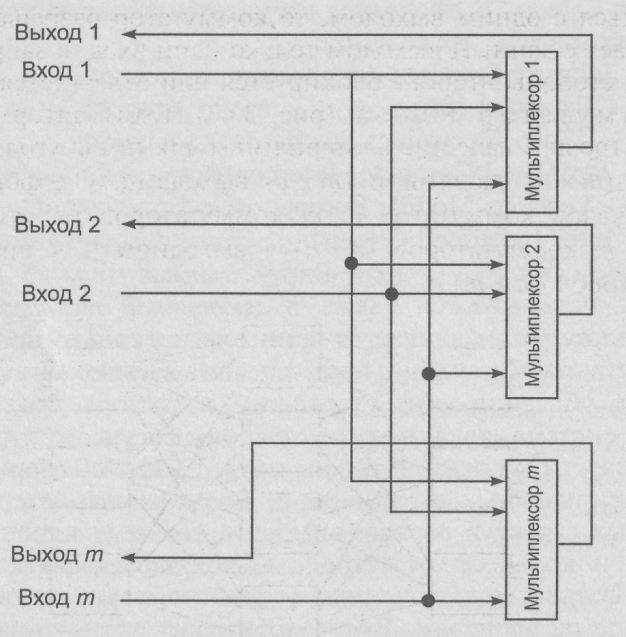 Выход 1
Вход 1
Мультиплексор 1
Выход 2
Вход 2
Мультиплексор 2
Выход m
Вход m
Мультиплексор m